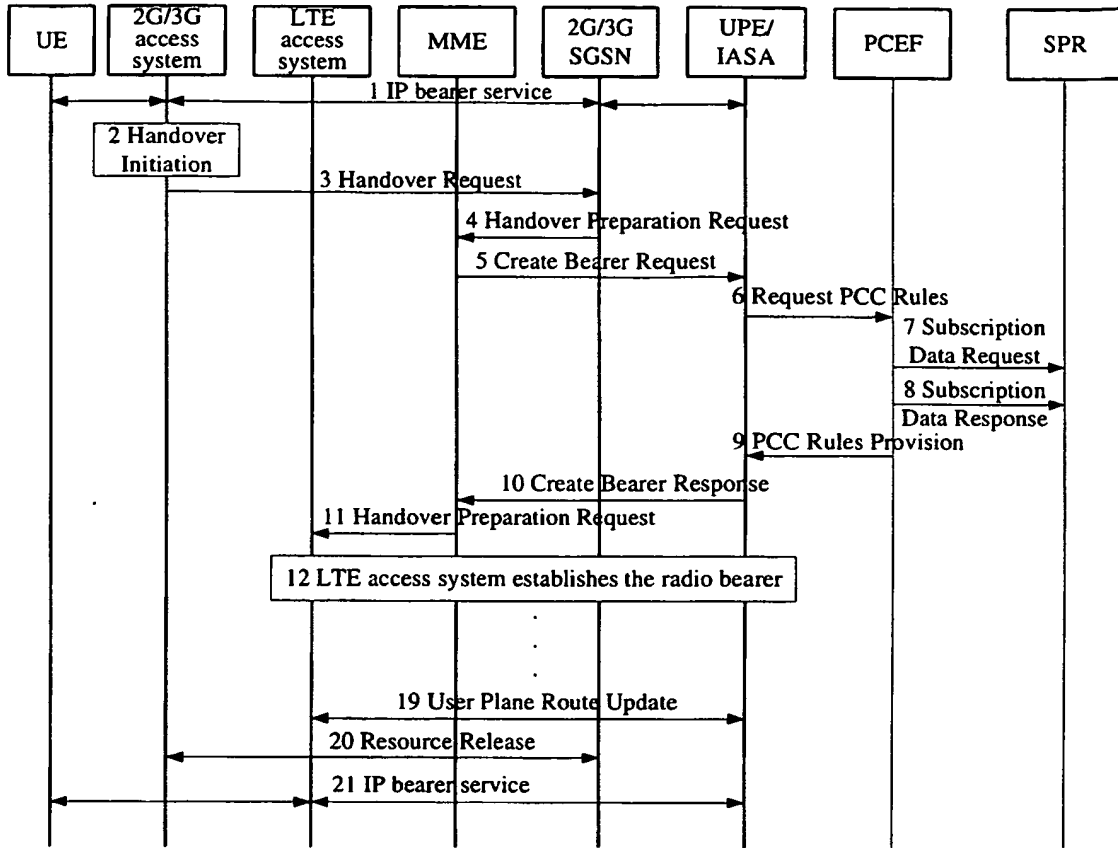 UE
2G/3G
access
system
LTE
access
system
MME
2G/3G
SGSN
UPE/
IASA
PCEF
SPR
1 IP bearer service
2 Handover
Initiation
3 Handover Request
4 Handover Preparation Request
5 Create Bearer Request
6 Request PCC Rules
7 Subscription
Data Request
8 Subscription
Data Response
9 PCC Rules Provision
10 Create Bearer Response
11 Handover Preparation Request
12 LTE access system establishes the radio bearer
19 User Plane Route Update
20 Resource Release
21 IP bearer service